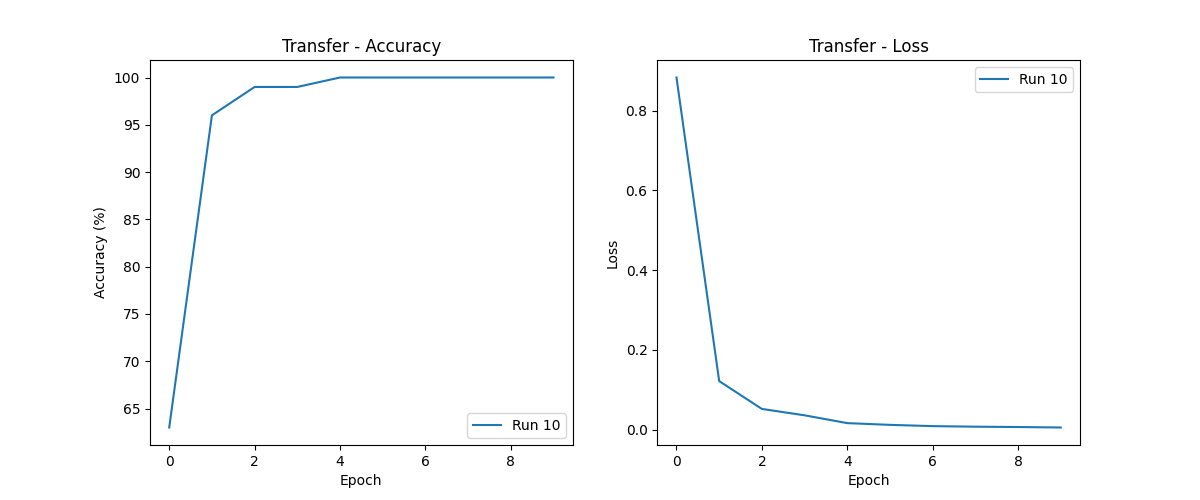 Transfer - Accuracy
100
95
90
85
80
75
70
65
Accuracy (%)
0 2 4 6 8
Epoch
Run 10
Transfer - Loss
0.8
0.6
0.4
0.2
0.0
Loss
0 2 4 6 8
Epoch
Run 10